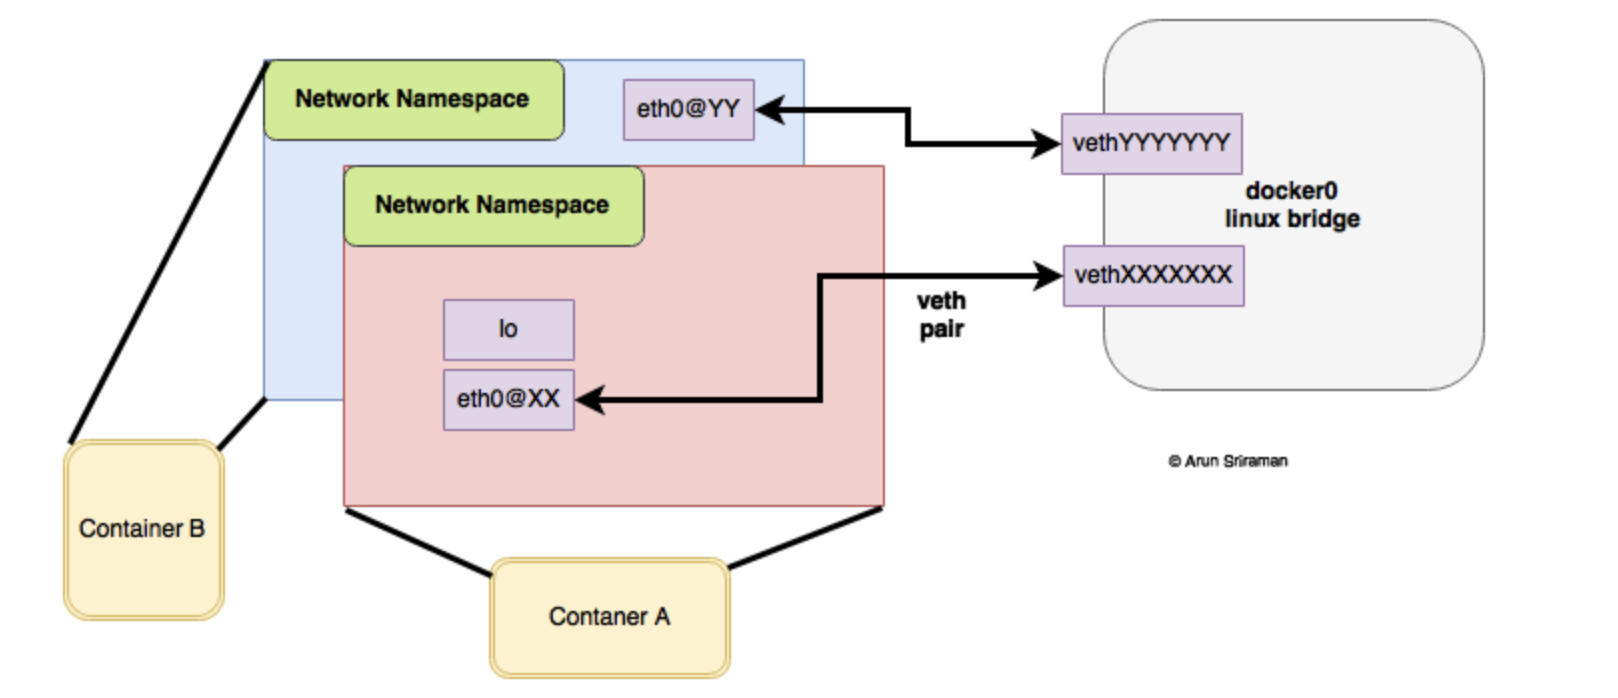 Network Namespace
eth0@YY
vethYYYYYYY
docker0
linux bridge
Network Namespace
vethXXXXXXX
veth
pair
lo
eth0@XX
© Arun Sriraman
Container B
Contaner A